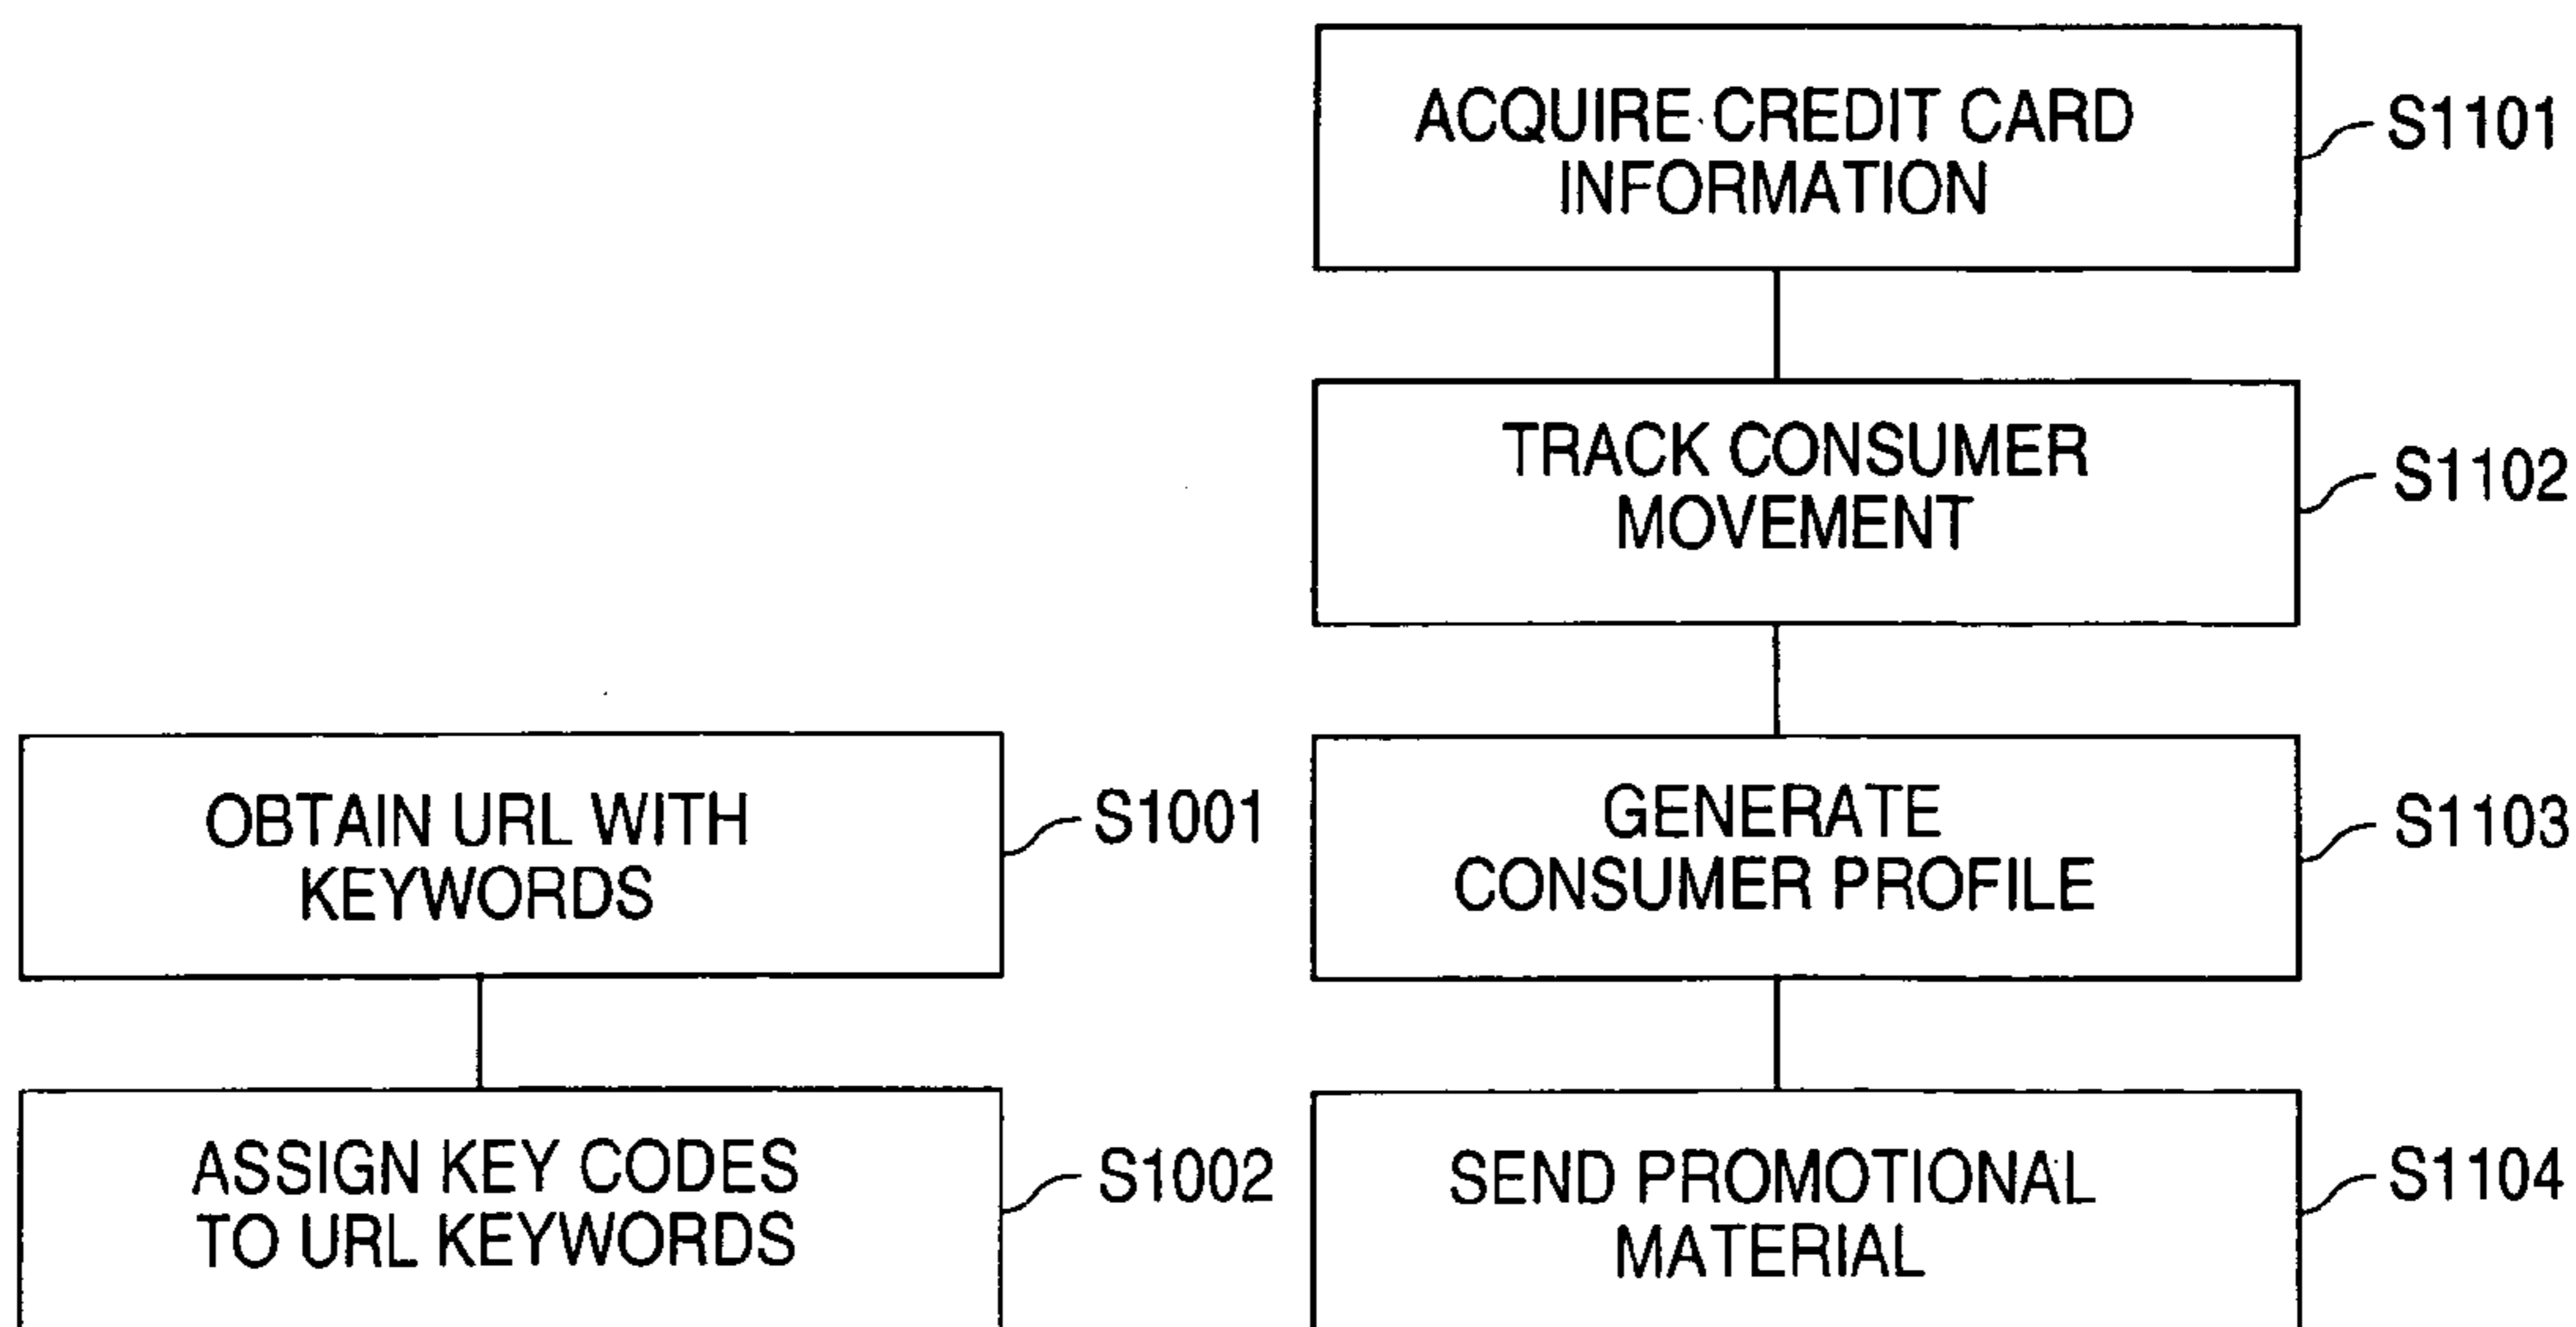 OBTAIN URL WITH
KEYWORDS
S1001
ASSIGN KEY CODES
TO URL KEYWORDS
S1002
ACQUIRE CREDIT CARD
INFORMATION
S1101
TRACK CONSUMER
MOVEMENT
S1102
GENERATE
CONSUMER PROFILE
S1103
SEND PROMOTIONAL
MATERIAL
S1104